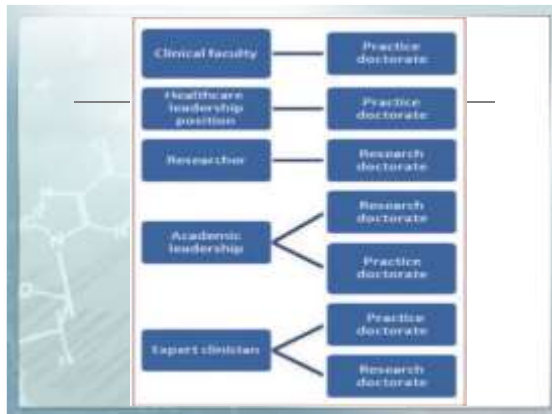 Clinical faculty
Practice
doctorate
Healthcare
leadership
position
Practice
doctorate
Researcher
Research
doctorate
Academic
leadership
Research
doctorate
Practice
doctorate
Expert clinician
Practice
doctorate
Research
doctorate